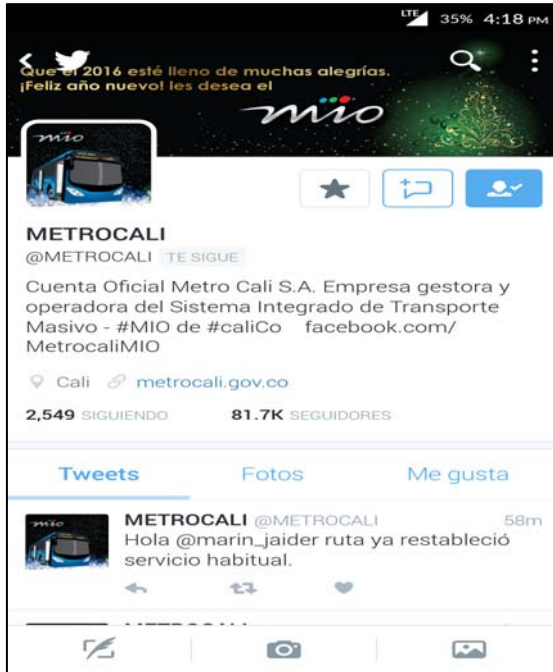 LTE 35% 4:18 PM
Que el 2016 esté lleno de muchas alegrías.
¡Feliz año nuevo! les desea el
mio
mio
METROCALI
@METROCALI TE SIGUE
Cuenta Oficial Metro Cali S.A. Empresa gestora y
operadora del Sistema Integrado de Transporte
Masivo - #MIO de #caliCo facebook.com/
MetrocaliMIO
Cali metrocali.gov.co
2,549 SIGUIENDO 81.7K SEGUIDORES
Tweets Fotos Me gusta
mio
METROCALI @METROCALI 58m
Hola @marin_jaider ruta ya restableció
servicio habitual.